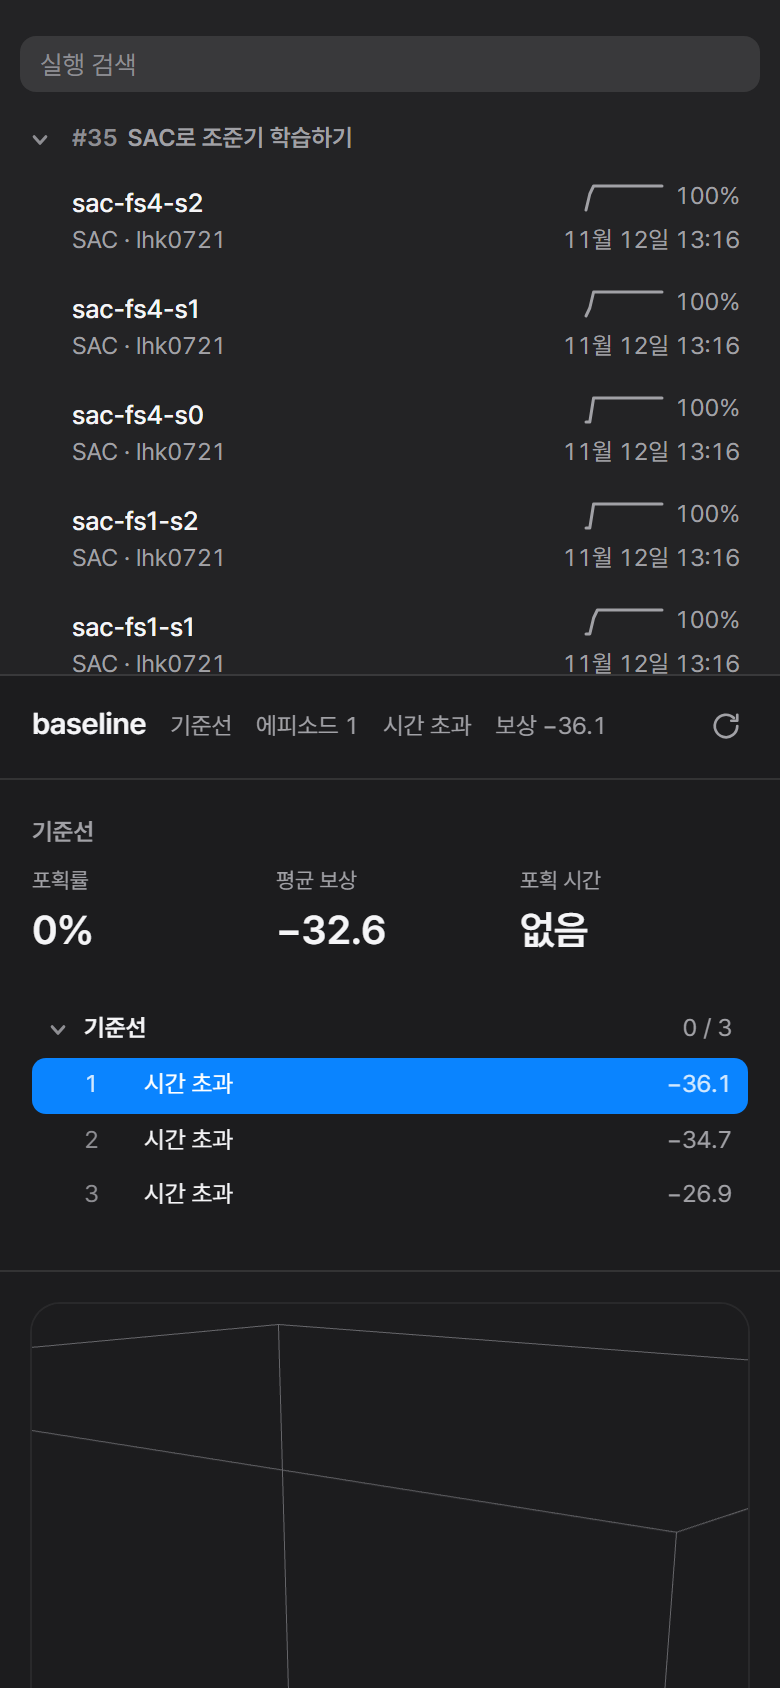 실행 검색
#35 SAC로 조준기 학습하기
sac-fs4-s2 100%
SAC · lhk0721 11월 12일 13:16
sac-fs4-s1 100%
SAC · lhk0721 11월 12일 13:16
sac-fs4-s0 100%
SAC · lhk0721 11월 12일 13:16
sac-fs1-s2 100%
SAC · lhk0721 11월 12일 13:16
sac-fs1-s1 100%
SAC · lhk0721 11월 12일 13:16
baseline 기준선 에피소드 1 시간 초과 보상 −36.1
기준선
포획률 평균 보상 포획 시간
0% −32.6 없음
기준선 0 / 3
1 시간 초과 −36.1
2 시간 초과 −34.7
3 시간 초과 −26.9